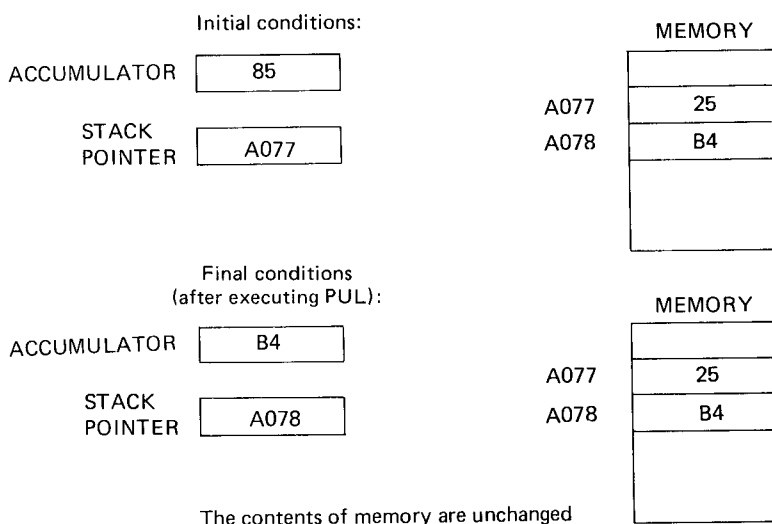 Initial conditions:
MEMORY
ACCUMULATOR 85
A077 25
STACK
POINTER A077
A078 B4
Final conditions
(after executing PUL):
MEMORY
ACCUMULATOR B4
A077 25
STACK
POINTER A078
A078 B4
The contents of memory are unchanged